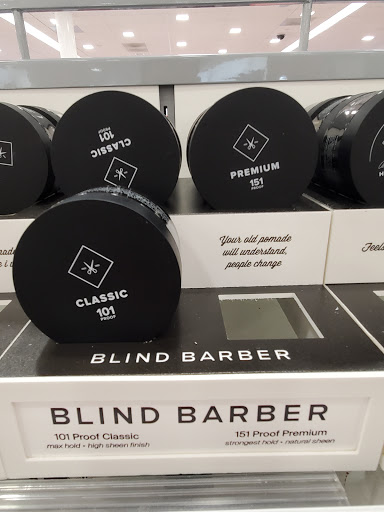 CLASSIC
101
PROOF
PREMIUM
151
PROOF
CLASSIC
101
PROOF
Your old pomade
will understand,
people change
Feels
BLIND BARBER
BLIND BARBER
101 Proof Classic
max hold • high sheen finish
151 Proof Premium
strongest hold • natural sheen